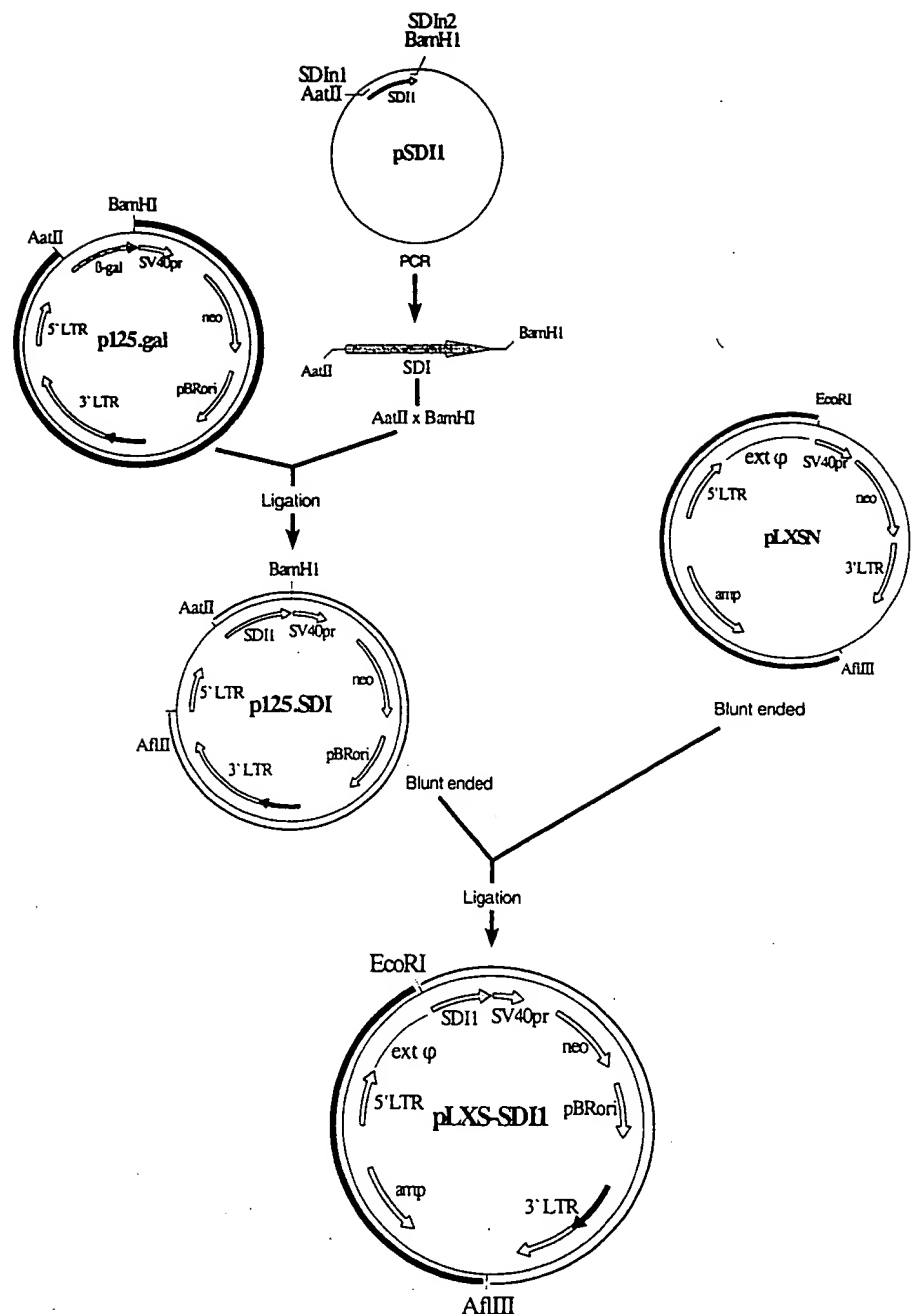 SDIn2
BamH1
SDIn1
AatII
SDI1
pSDI1
PCR
AatII
BamH1
SDI
AatII x BamHI
BamHI
AatII
β-gal
SV40pr
neo
5' LTR
p125.gal
pBRori
3' LTR
Ligation
EcoRI
ext φ
SV40pr
5'LTR
neo
pLXSN
3'LTR
amp
AflIII
Blunt ended
BamH1
AatII
SDI1
SV40pr
neo
5' LTR
p125.SDI
AflII
pBRori
3' LTR
Blunt ended
Ligation
EcoRI
SDI1
SV40pr
ext φ
neo
5'LTR
pLXS-SDI1
pBRori
amp
3' LTR
AflIII